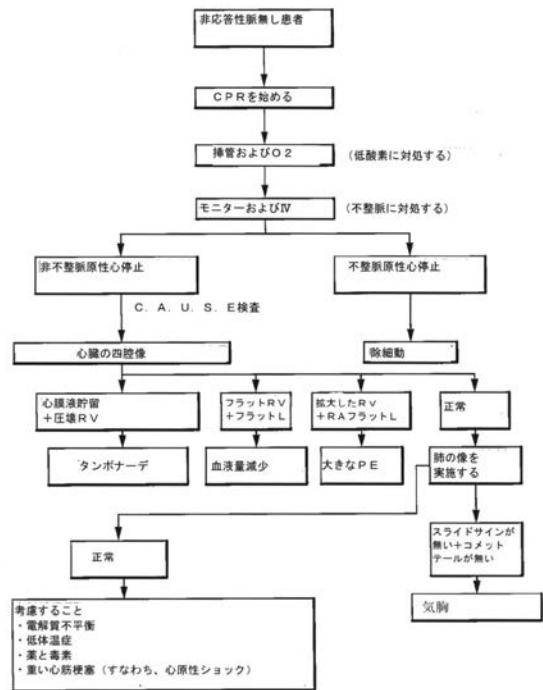 非応答性脈無し患者
CPRを始める
挿管およびO2
(低酸素に対処する)
モニターおよびIV
(不整脈に対処する)
非不整脈原性心停止
不整脈原性心停止
C.A.U.S.E検査
心臓の四腔像
除細動
心膜液貯留
+圧壊RV
フラットRV
+フラットL
拡大したRV
+RAフラットL
正常
タンポナーデ
血液量減少
大きなPE
肺の像を
実施する
正常
スライドサインが
無い+コメット
テールが無い
気胸
考慮すること
・電解質不平衡
・低体温症
・薬と毒素
・重い心筋梗塞(すなわち、心原性ショック)